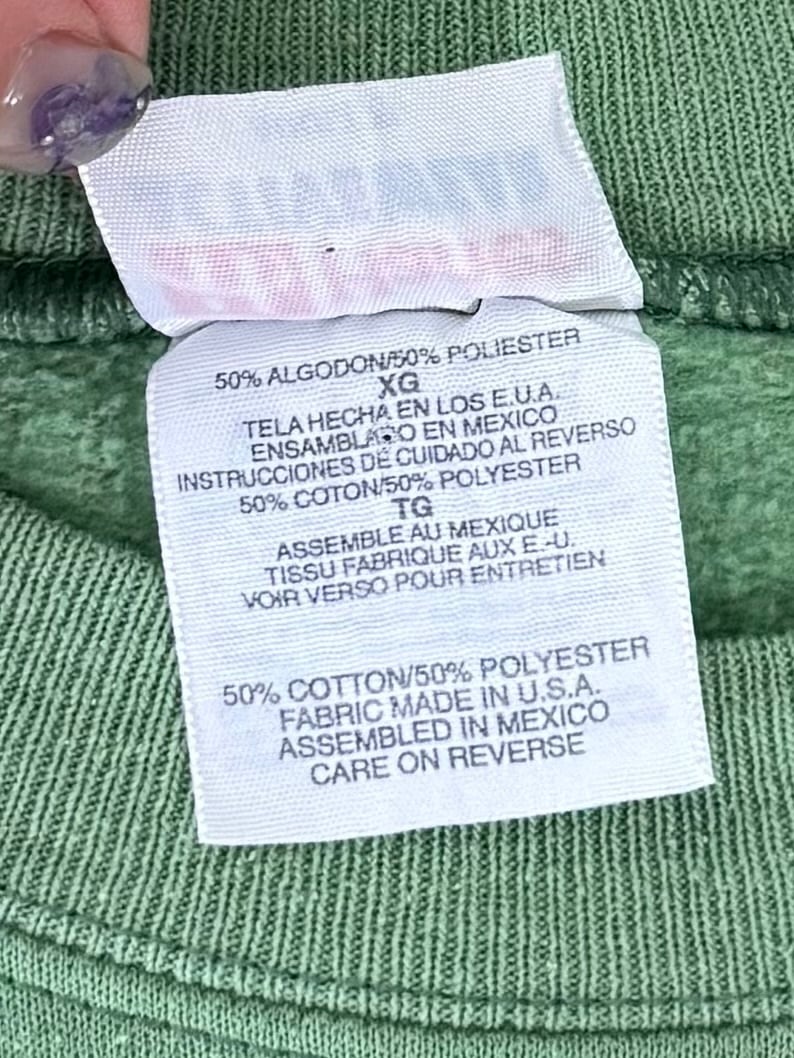 50% ALGODON/50% POLIESTER
XG
TELA HECHA EN LOS E.U.A.
ENSAMBLADO EN MEXICO
INSTRUCCIONES DE CUIDADO AL REVERSO
50% COTON/50% POLYESTER
TG
ASSEMBLE AU MEXIQUE
TISSU FABRIQUE AUX E.-U.
VOIR VERSO POUR ENTRETIEN
50% COTTON/50% POLYESTER
FABRIC MADE IN U.S.A.
ASSEMBLED IN MEXICO
CARE ON REVERSE